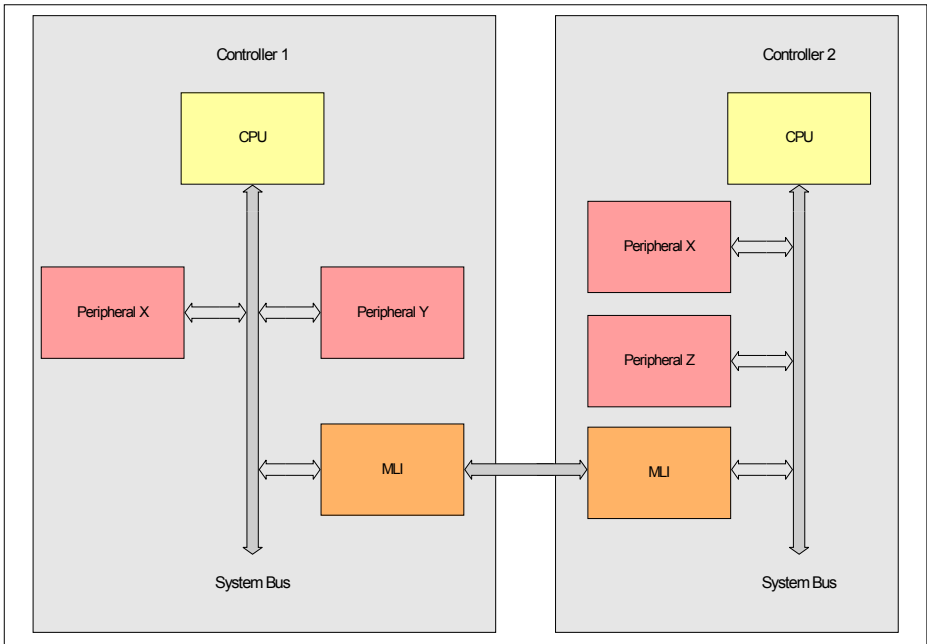 Controller 1
CPU
Peripheral X
Peripheral Y
MLI
System Bus
Controller 2
CPU
Peripheral X
Peripheral Z
MLI
System Bus